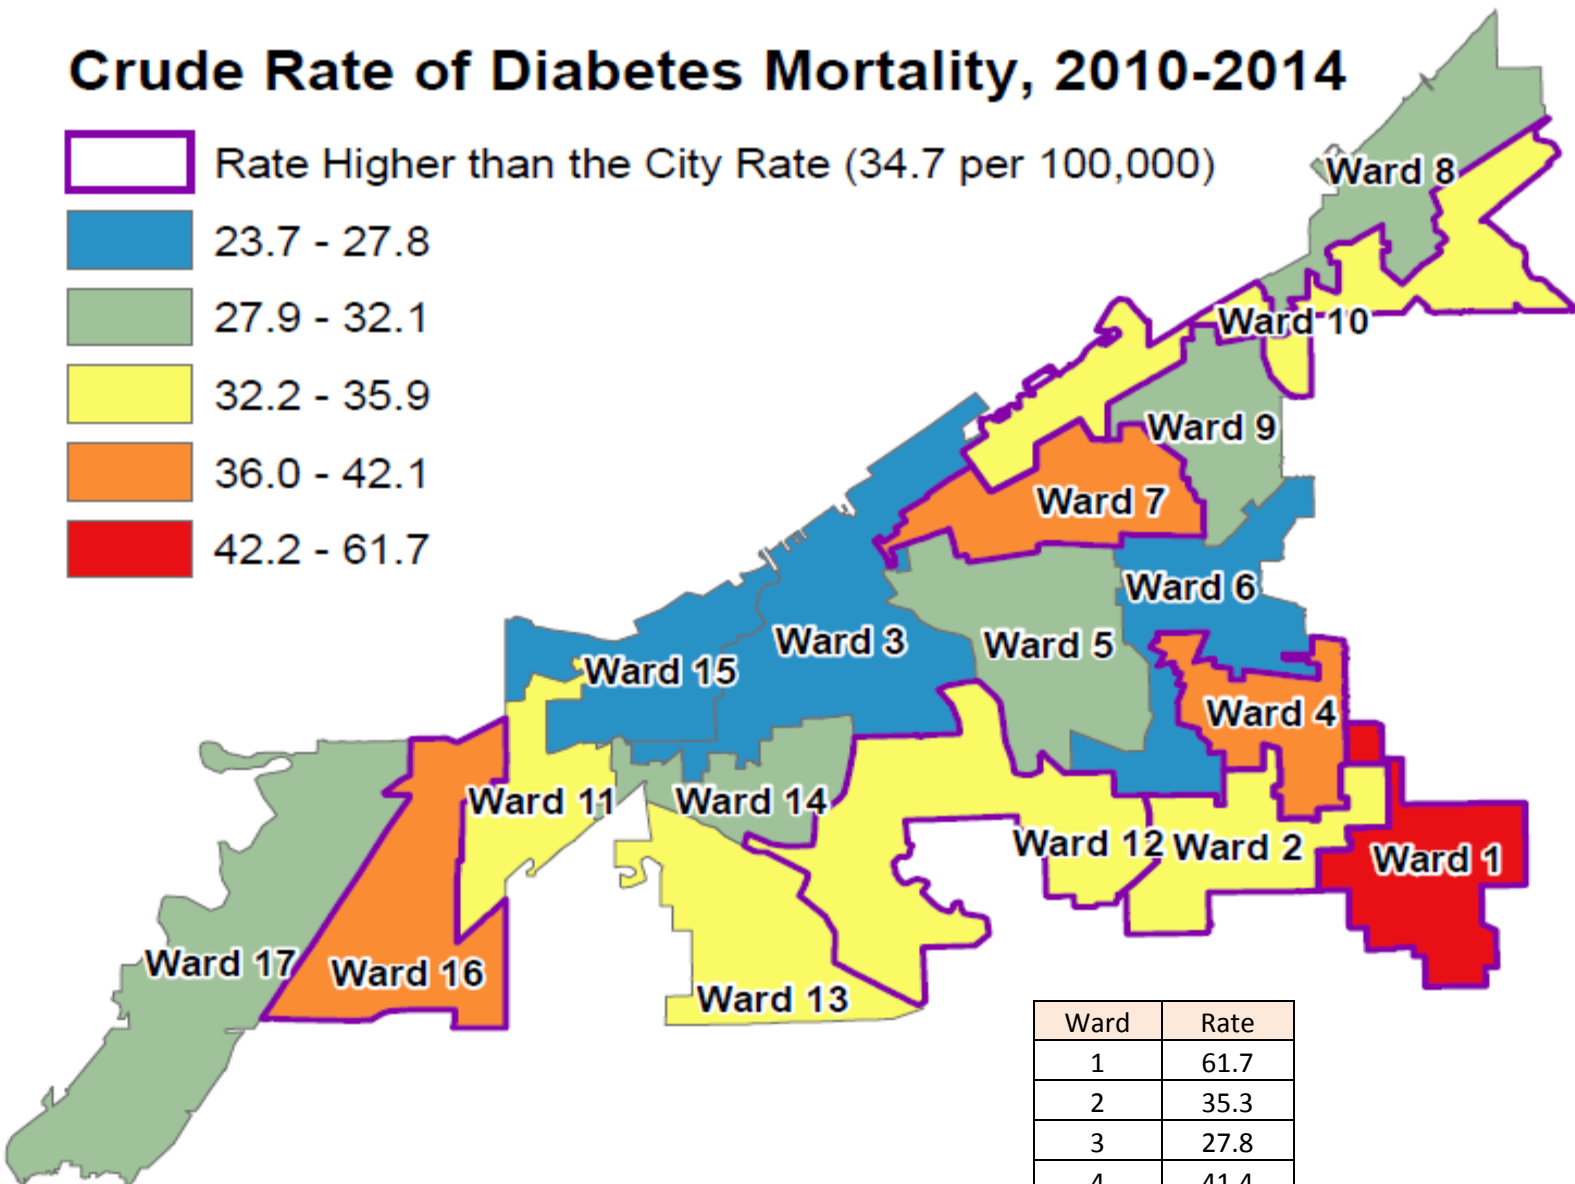 Crude Rate of Diabetes Mortality, 2010-2014
Rate Higher than the City Rate (34.7 per 100,000)
23.7 - 27.8
27.9 - 32.1
32.2 - 35.9
36.0 - 42.1
42.2 - 61.7
Ward 8
Ward 10
Ward 9
Ward 7
Ward 6
Ward 3
Ward 5
Ward 15
Ward 4
Ward 11
Ward 14
Ward 12
Ward 2
Ward 1
Ward 17
Ward 16
Ward 13
Ward Rate
1 61.7
2 35.3
3 27.8
4 41.4